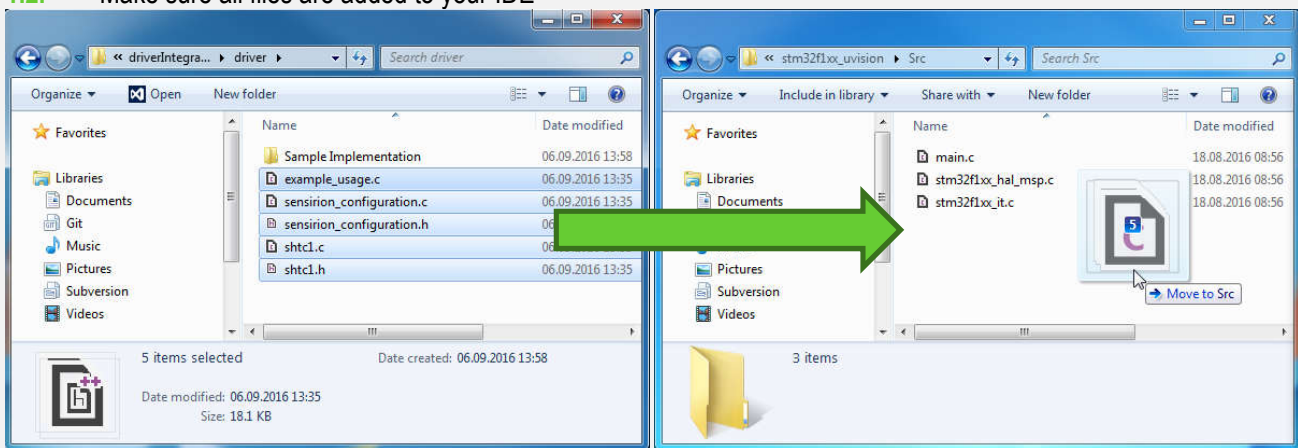 Make sure all files are added to your IDE
« driverIntegra... ▸ driver ▸
Search driver
Organize ▾ Open New folder
Favorites
Libraries
Documents
Git
Music
Pictures
Subversion
Videos
Name Date modified
Sample Implementation 06.09.2016 13:58
example_usage.c 06.09.2016 13:35
sensirion_configuration.c 06.09.2016 13:35
sensirion_configuration.h
shtc1.c
shtc1.h 06.09.2016 13:35
5 items selected Date created: 06.09.2016 13:58
Date modified: 06.09.2016 13:35
Size: 18.1 KB
« stm32f1xx_uvision ▸ Src
Search Src
Organize ▾ Include in library ▾ Share with ▾ New folder
Favorites
Libraries
Documents
Pictures
Subversion
Videos
Name Date modified
main.c 18.08.2016 08:56
stm32f1xx_hal_msp.c 18.08.2016 08:56
stm32f1xx_it.c 18.08.2016 08:56
5
Move to Src
3 items